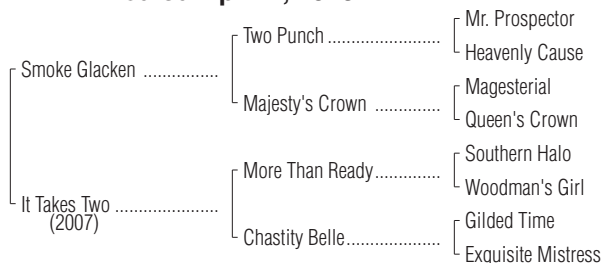 Two Punch ......................... Mr. Prospector
Heavenly Cause
Smoke Glacken ................
Majesty's Crown ............... Magesterial
Queen's Crown
More Than Ready............... Southern Halo
Woodman's Girl
It Takes Two ......................
(2007)
Chastity Belle..................... Gilded Time
Exquisite Mistress